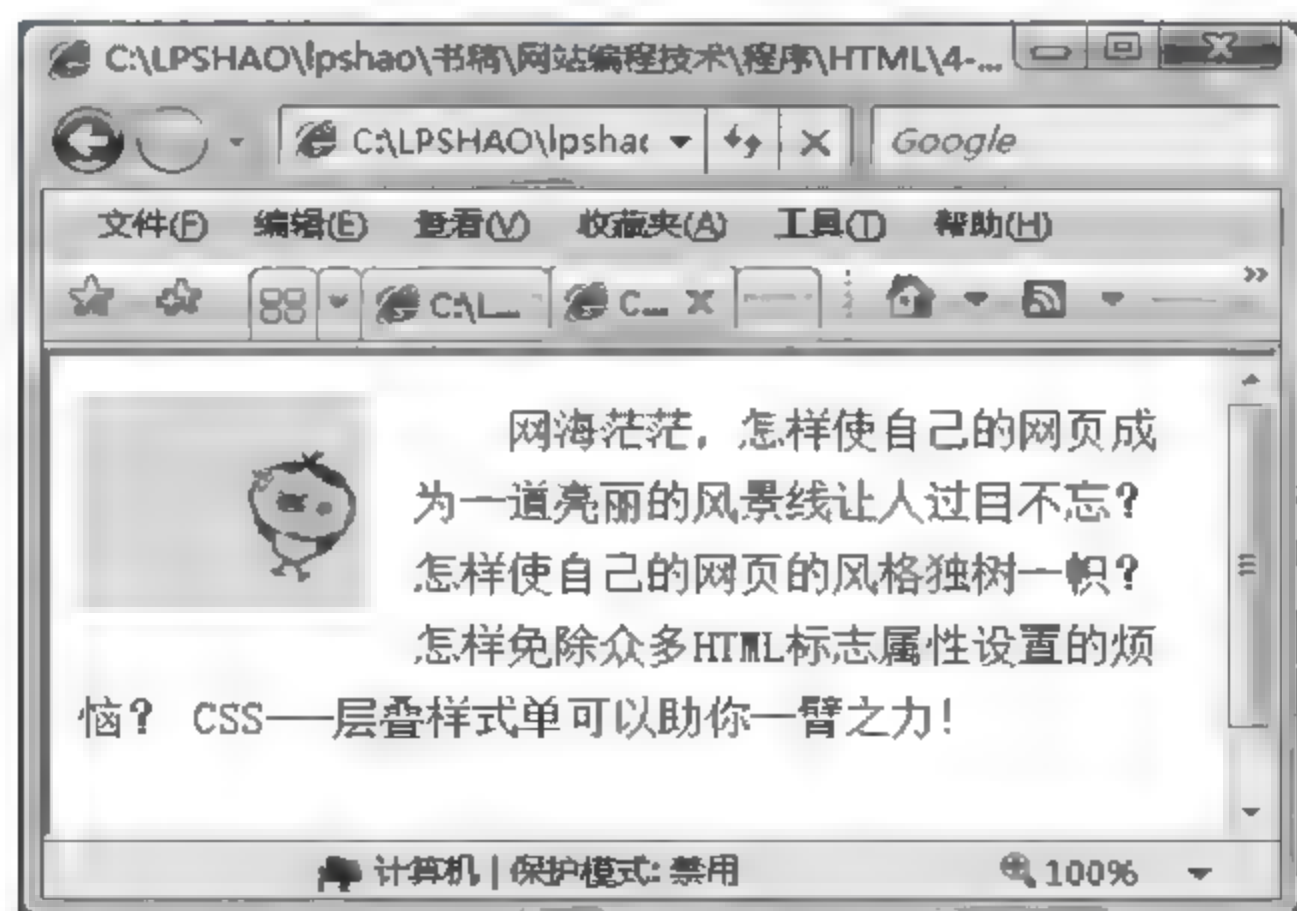 C:\LPSHAO\lpshao\书稿\网站编程技术\程序\HTML\4-...
C:\LPSHAO\lpshac
Google
文件(F) 编辑(E) 查看(V) 收藏夹(A) 工具(T) 帮助(H)
C:\L... C...
网海茫茫，怎样使自己的网页成
为一道亮丽的风景线让人过目不忘？
怎样使自己的网页的风格独树一帜？
怎样免除众多HTML标志属性设置的烦
恼？ CSS——层叠样式单可以助你一臂之力！
计算机 | 保护模式: 禁用 100%